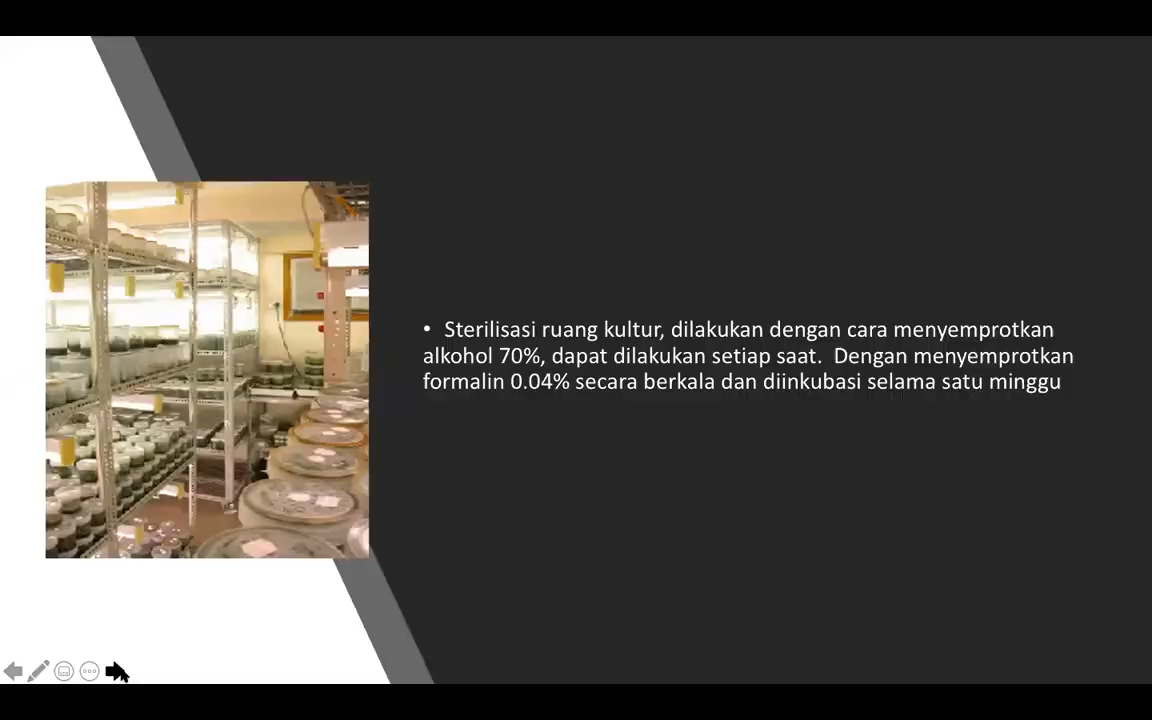 • Sterilisasi ruang kultur, dilakukan dengan cara menyemprotkan
alkohol 70%, dapat dilakukan setiap saat.  Dengan menyemprotkan
formalin 0.04% secara berkala dan diinkubasi selama satu minggu